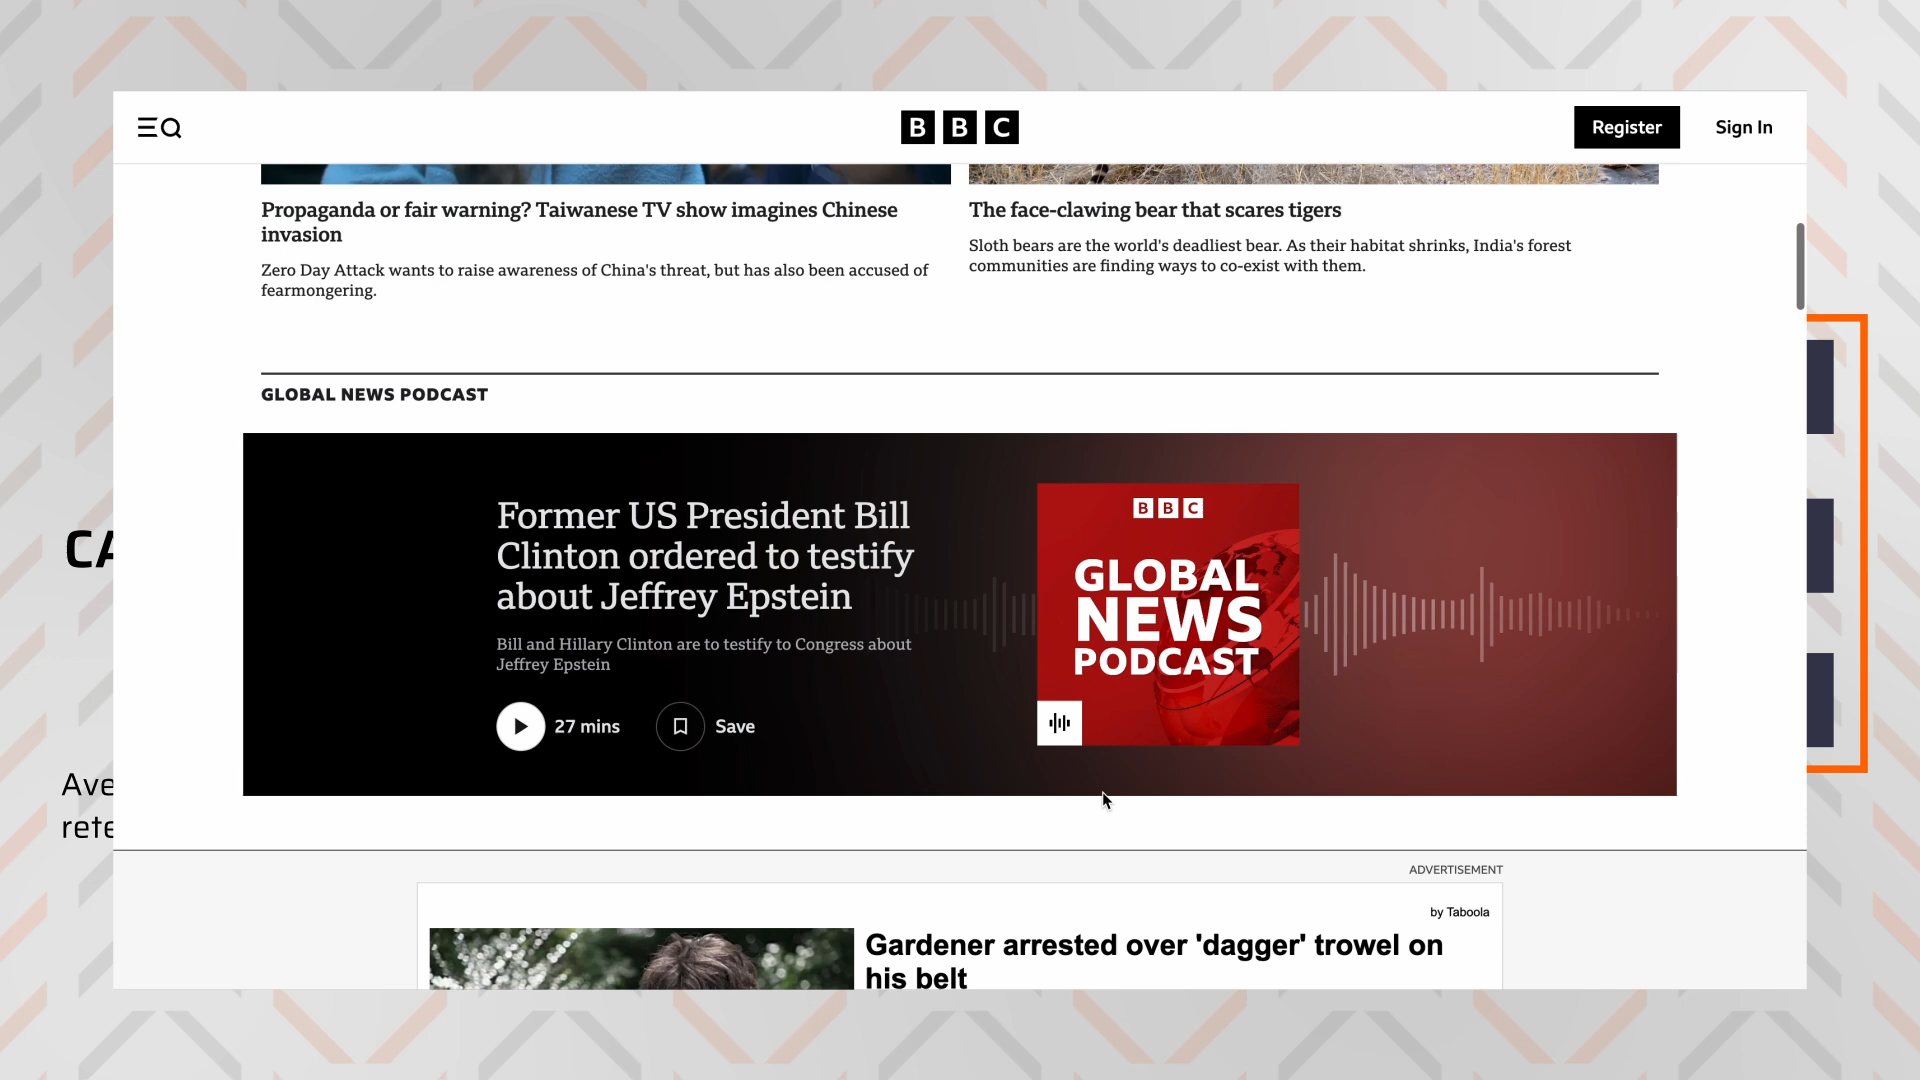 BBC
Register
Sign In
Propaganda or fair warning? Taiwanese TV show imagines Chinese
invasion
Zero Day Attack wants to raise awareness of China's threat, but has also been accused of
fearmongering.
The face-clawing bear that scares tigers
Sloth bears are the world's deadliest bear. As their habitat shrinks, India's forest
communities are finding ways to co-exist with them.
GLOBAL NEWS PODCAST
Former US President Bill
Clinton ordered to testify
about Jeffrey Epstein
Bill and Hillary Clinton are to testify to Congress about
Jeffrey Epstein
27 mins
Save
BBC
GLOBAL
NEWS
PODCAST
CA
Ave
rete
ADVERTISEMENT
by Taboola
Gardener arrested over 'dagger' trowel on
his belt